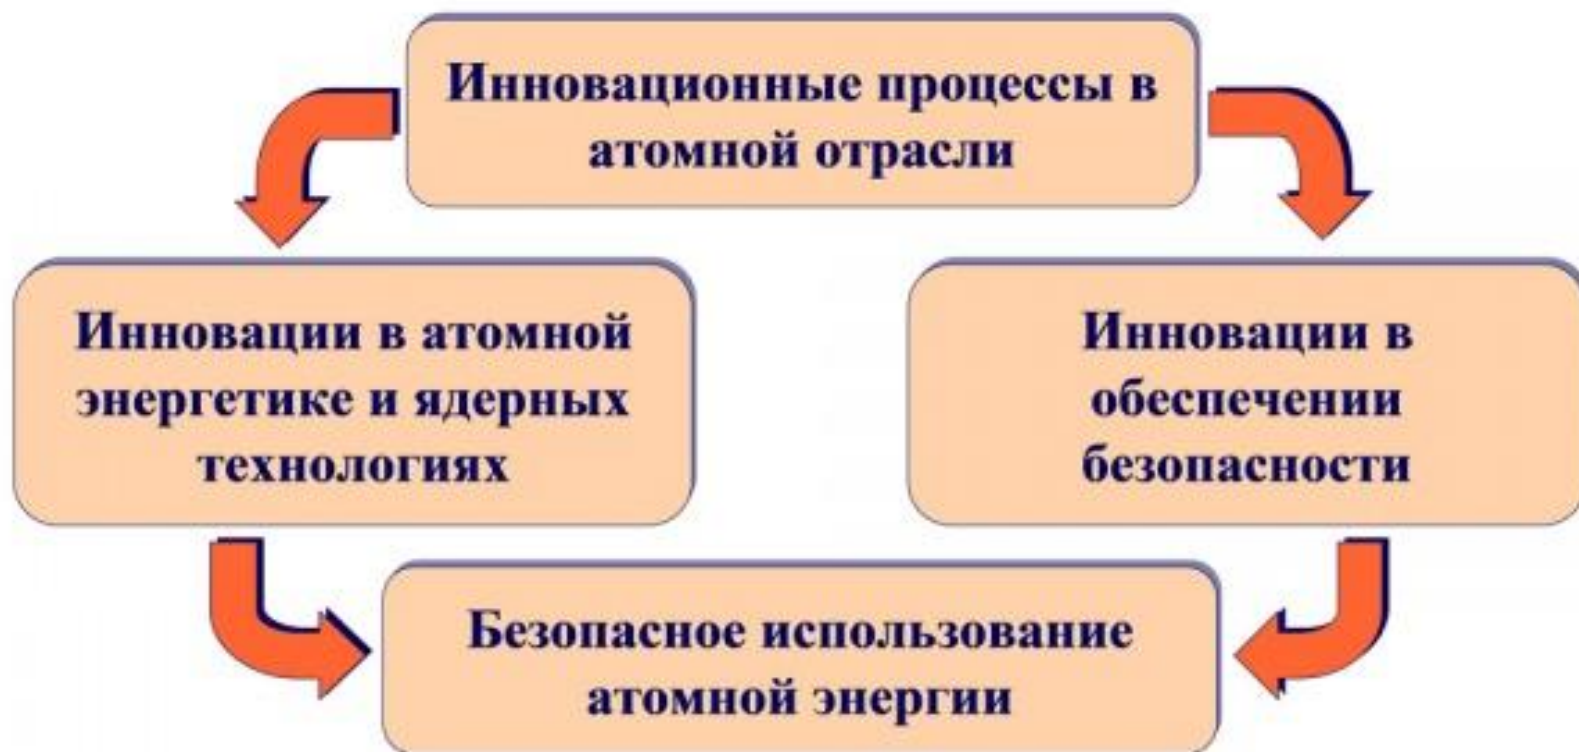 Инновационные процессы в
атомной отрасли
Инновации в атомной
энергетике и ядерных
технологиях
Инновации в
обеспечении
безопасности
Безопасное использование
атомной энергии